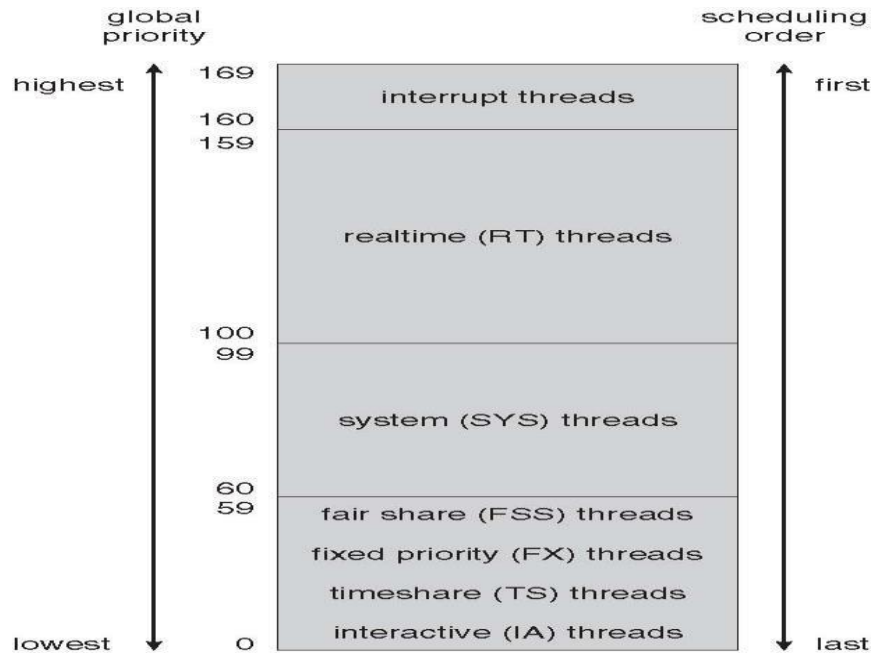 global
priority
scheduling
order
highest
169
interrupt threads
first
160
159
realtime (RT) threads
100
99
system (SYS) threads
60
59
fair share (FSS) threads
fixed priority (FX) threads
timeshare (TS) threads
lowest
0
interactive (IA) threads
last